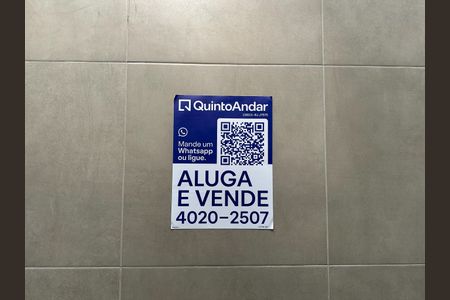 QuintoAndar
Mande um
Whatsapp
ou ligue.
ALUGA
E VENDE
4020-2507